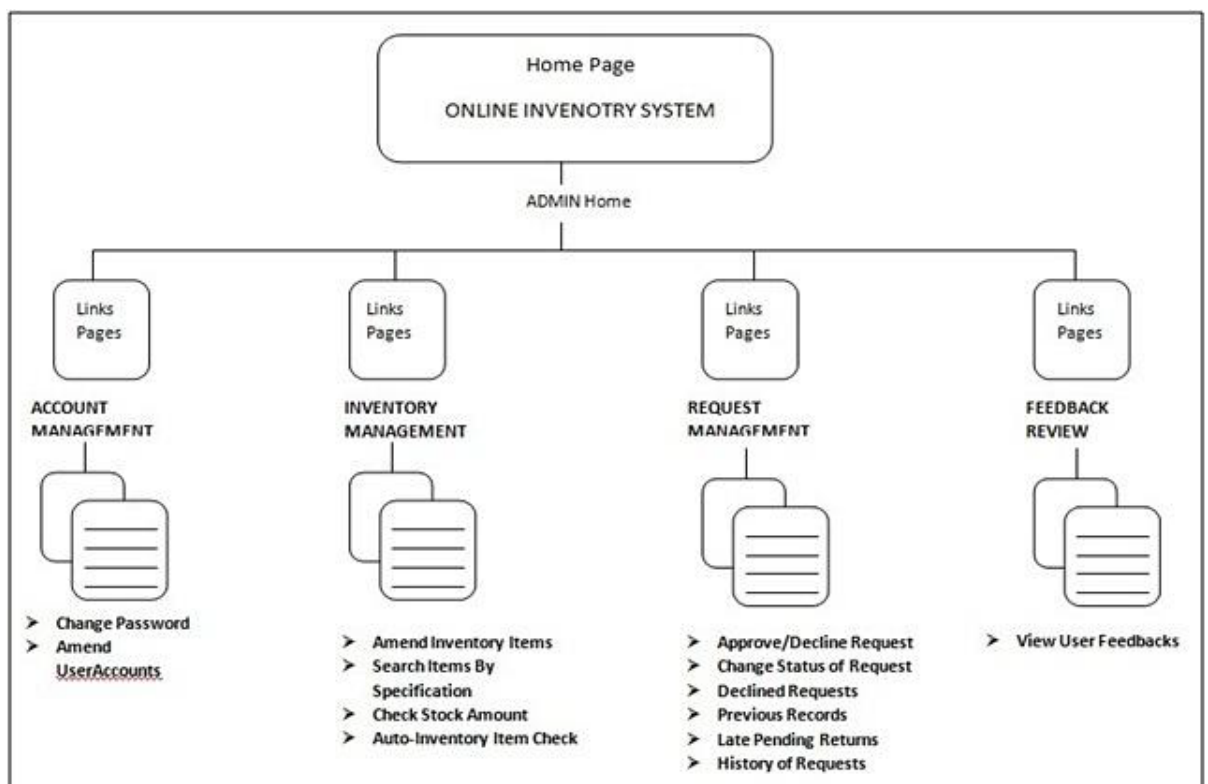 Home Page
ONLINE INVENOTRY SYSTEM
ADMIN Home
Links
Pages
Links
Pages
Links
Pages
Links
Pages
ACCOUNT
MANAGEMENT
INVENTORY
MANAGEMENT
REQUEST
MANAGEMENT
FEEDBACK
REVIEW
➤ Change Password
➤ Amend
UserAccounts
➤ Amend Inventory Items
➤ Search Items By
Specification
➤ Check Stock Amount
➤ Auto-Inventory Item Check
➤ Approve/Decline Request
➤ Change Status of Request
➤ Declined Requests
➤ Previous Records
➤ Late Pending Returns
➤ History of Requests
➤ View User Feedbacks